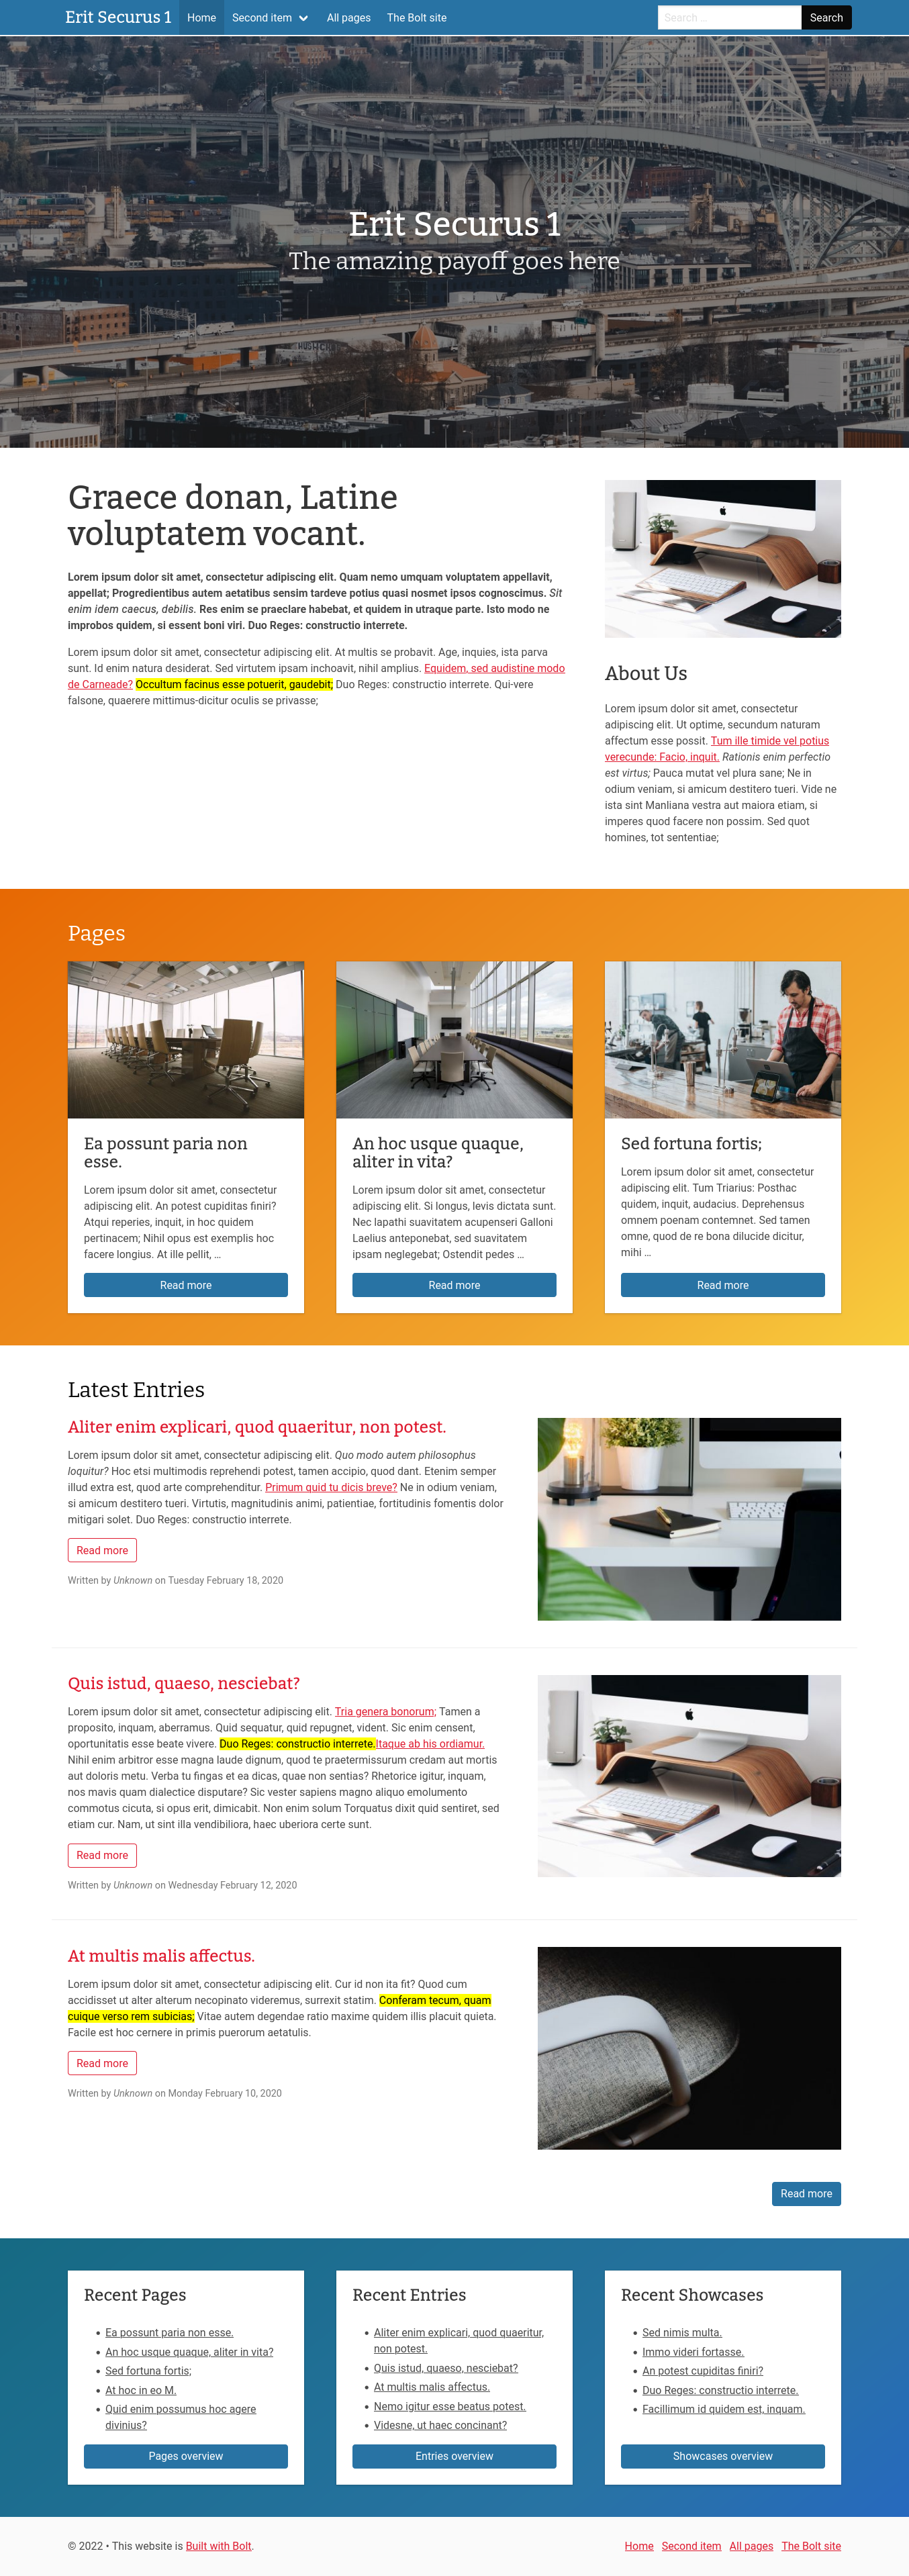 Erit Securus 1 Home Second item All pages The Bolt site Search ... Search
Erit Securus 1
The amazing payoff goes here
Graece donan, Latine
voluptatem vocant.
Lorem ipsum dolor sit amet, consectetur adipiscing elit. Quam nemo umquam voluptatem appellavit,
appellat; Progredientibus autem aetatibus sensim tardeve potius quasi nosmet ipsos cognoscimus. Sit
enim idem caecus, debilis. Res enim se praeclare habebat, et quidem in utraque parte. Isto modo ne
improbos quidem, si essent boni viri. Duo Reges: constructio interrete.
Lorem ipsum dolor sit amet, consectetur adipiscing elit. At multis se probavit. Age, inquies, ista parva
sunt. Id enim natura desiderat. Sed virtutem ipsam inchoavit, nihil amplius. Equidem, sed audistine modo
de Carneade? Occultum facinus esse potuerit, gaudebit; Duo Reges: constructio interrete. Qui-vere
falsone, quaerere mittimus-dicitur oculis se privasse;
About Us
Lorem ipsum dolor sit amet, consectetur
adipiscing elit. Ut optime, secundum naturam
affectum esse possit. Tum ille timide vel potius
verecunde: Facio, inquit. Rationis enim perfectio
est virtus; Pauca mutat vel plura sane; Ne in
odium veniam, si amicum destitero tueri. Vide ne
ista sint Manliana vestra aut maiora etiam, si
imperes quod facere non possim. Sed quot
homines, tot sententiae;
Pages
Ea possunt paria non
esse.
Lorem ipsum dolor sit amet, consectetur
adipiscing elit. An potest cupiditas finiri?
Atqui reperies, inquit, in hoc quidem
pertinacem; Nihil opus est exemplis hoc
facere longius. At ille pellit, …
Read more
An hoc usque quaque,
aliter in vita?
Lorem ipsum dolor sit amet, consectetur
adipiscing elit. Si longus, levis dictata sunt.
Nec lapathi suavitatem acupenseri Galloni
Laelius anteponebat, sed suavitatem
ipsam neglegebat; Ostendit pedes …
Read more
Sed fortuna fortis;
Lorem ipsum dolor sit amet, consectetur
adipiscing elit. Tum Triarius: Posthac
quidem, inquit, audacius. Deprehensus
omnem poenam contemnet. Sed tamen
omne, quod de re bona dilucide dicitur,
mihi …
Read more
Latest Entries
Aliter enim explicari, quod quaeritur, non potest.
Lorem ipsum dolor sit amet, consectetur adipiscing elit. Quo modo autem philosophus
loquitur? Hoc etsi multimodis reprehendi potest, tamen accipio, quod dant. Etenim semper
illud extra est, quod arte comprehenditur. Primum quid tu dicis breve? Ne in odium veniam,
si amicum destitero tueri. Virtutis, magnitudinis animi, patientiae, fortitudinis fomentis dolor
mitigari solet. Duo Reges: constructio interrete.
Read more
Written by Unknown on Tuesday February 18, 2020
Quis istud, quaeso, nesciebat?
Lorem ipsum dolor sit amet, consectetur adipiscing elit. Tria genera bonorum; Tamen a
proposito, inquam, aberramus. Quid sequatur, quid repugnet, vident. Sic enim censent,
oportunitatis esse beate vivere. Duo Reges: constructio interrete.Itaque ab his ordiamur.
Nihil enim arbitror esse magna laude dignum, quod te praetermissurum credam aut mortis
aut doloris metu. Verba tu fingas et ea dicas, quae non sentias? Rhetorice igitur, inquam,
nos mavis quam dialectice disputare? Sic vester sapiens magno aliquo emolumento
commotus cicuta, si opus erit, dimicabit. Non enim solum Torquatus dixit quid sentiret, sed
etiam cur. Nam, ut sint illa vendibiliora, haec uberiora certe sunt.
Read more
Written by Unknown on Wednesday February 12, 2020
At multis malis affectus.
Lorem ipsum dolor sit amet, consectetur adipiscing elit. Cur id non ita fit? Quod cum
accidisset ut alter alterum necopinato videremus, surrexit statim. Conferam tecum, quam
cuique verso rem subicias; Vitae autem degendae ratio maxime quidem illis placuit quieta.
Facile est hoc cernere in primis puerorum aetatulis.
Read more
Written by Unknown on Monday February 10, 2020
Read more
Recent Pages
Ea possunt paria non esse.
An hoc usque quaque, aliter in vita?
Sed fortuna fortis;
At hoc in eo M.
Quid enim possumus hoc agere
divinius?
Pages overview
Recent Entries
Aliter enim explicari, quod quaeritur,
non potest.
Quis istud, quaeso, nesciebat?
At multis malis affectus.
Nemo igitur esse beatus potest.
Videsne, ut haec concinant?
Entries overview
Recent Showcases
Sed nimis multa.
Immo videri fortasse.
An potest cupiditas finiri?
Duo Reges: constructio interrete.
Facillimum id quidem est, inquam.
Showcases overview
© 2022 • This website is Built with Bolt.
Home Second item All pages The Bolt site